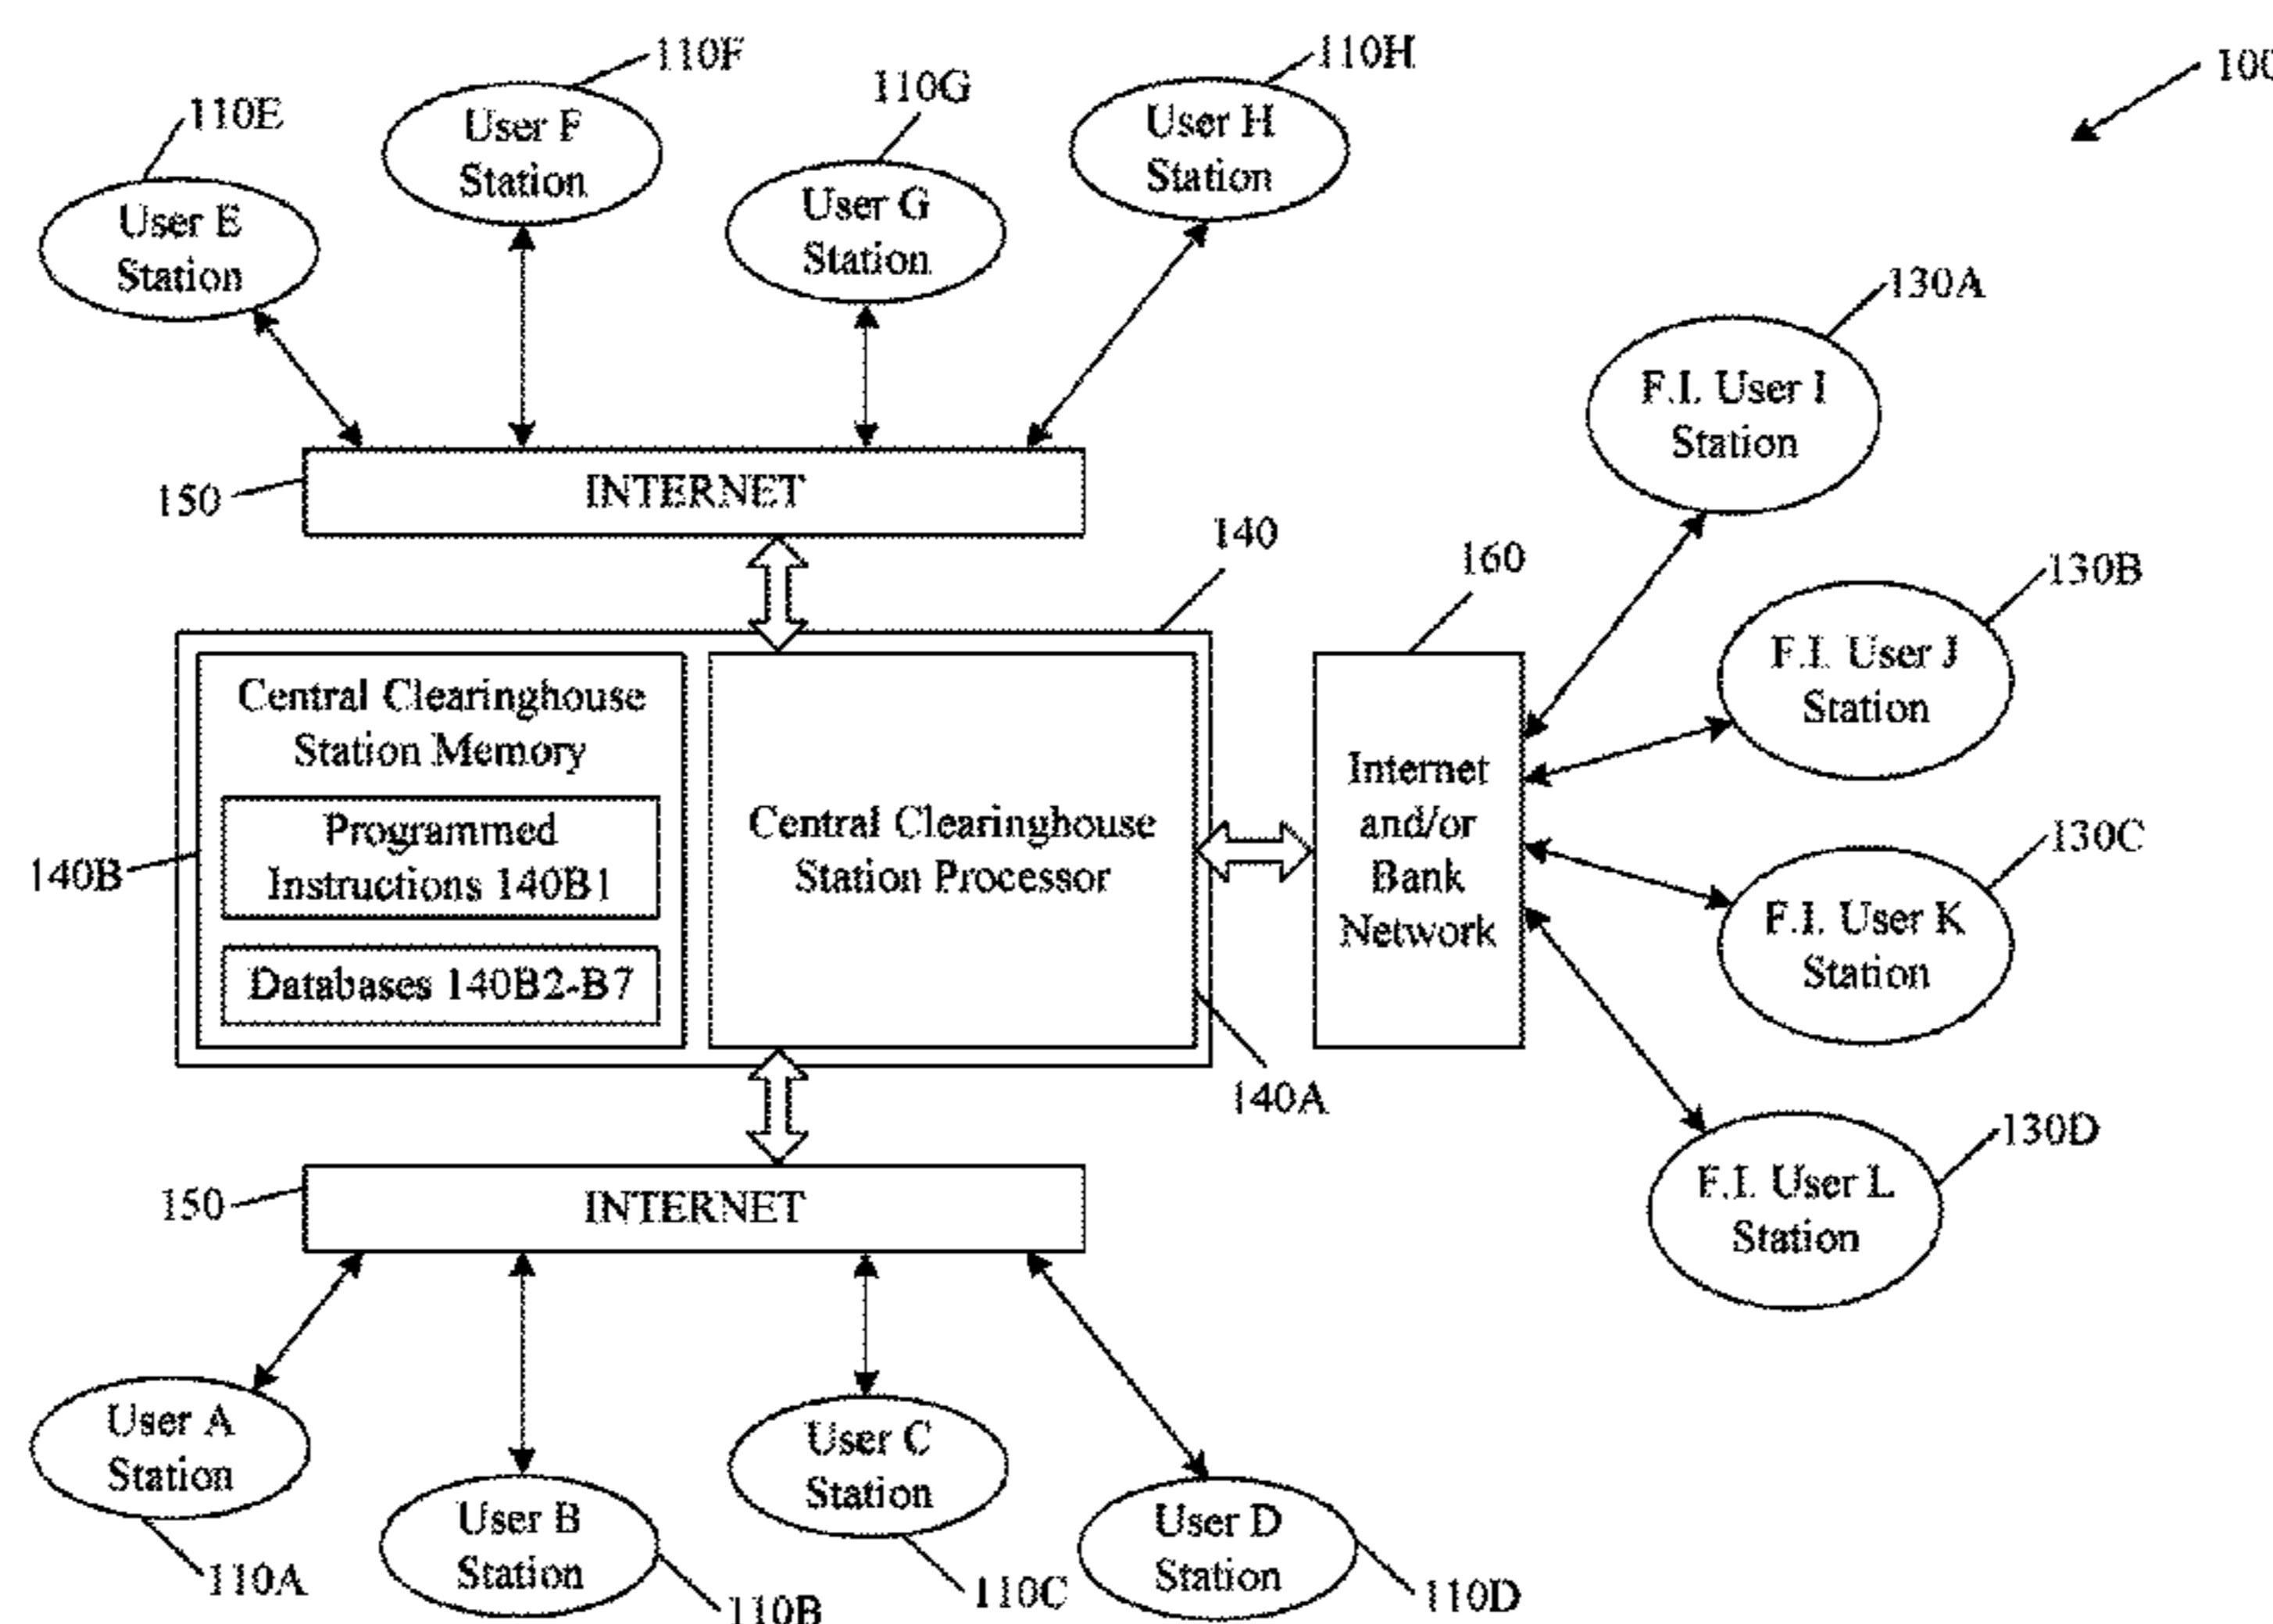 110F
110H
100
110E
110G
User F
Station
User H
Station
User E
Station
User G
Station
130A
F.I. User I
Station
150
INTERNET
140
160
130B
F.I. User J
Station
Central Clearinghouse
Station Memory
Programmed
Instructions 140B1
Databases 140B2-B7
140B
Central Clearinghouse
Station Processor
Internet
and/or
Bank
Network
130C
F.I. User K
Station
140A
130D
F.I. User L
Station
150
INTERNET
User A
Station
User B
Station
User C
Station
User D
Station
110A
110B
110C
110D